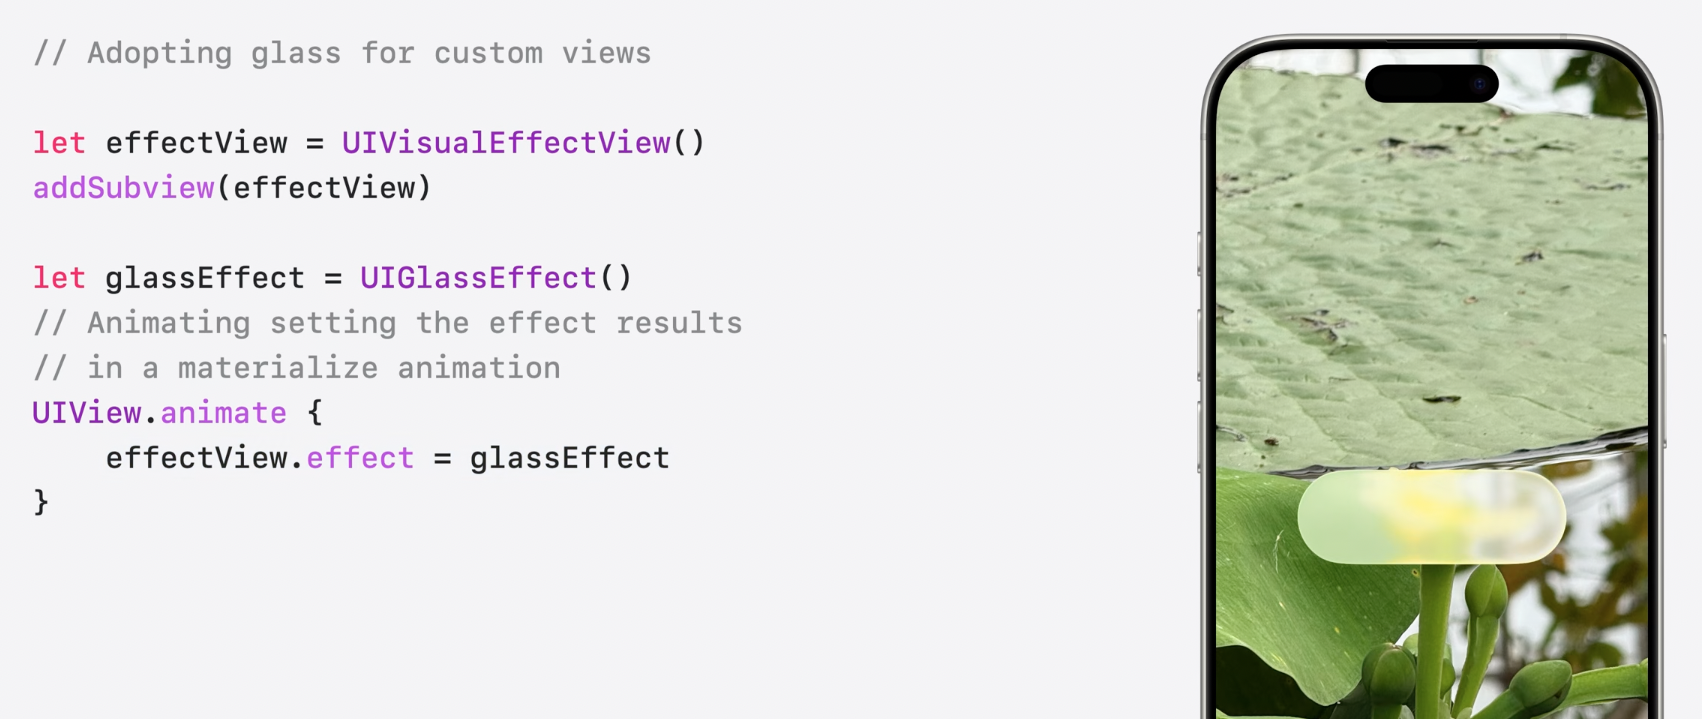 // Adopting glass for custom views
let effectView = UIVisualEffectView()
addSubview(effectView)
let glassEffect = UIGlassEffect()
// Animating setting the effect results
// in a materialize animation
UIView.animate {
    effectView.effect = glassEffect
}